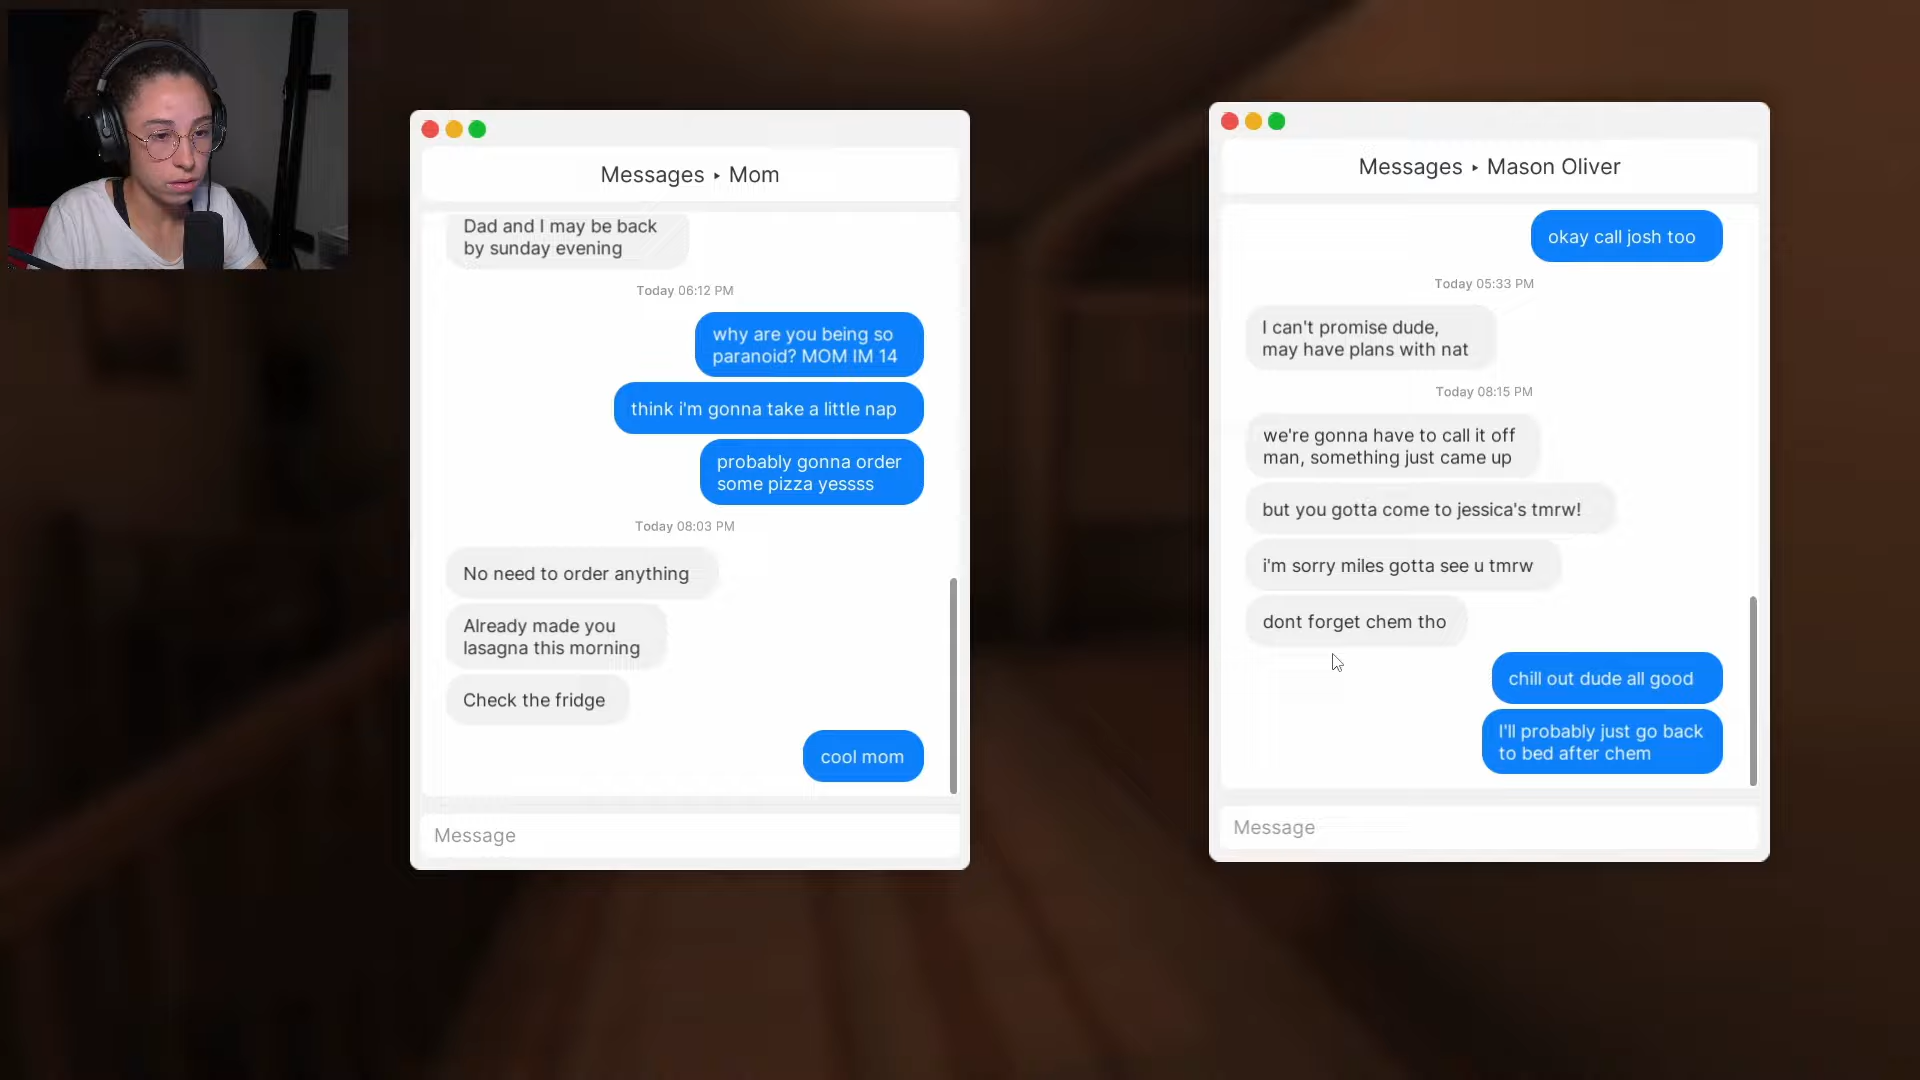 Messages ▸ Mom
Dad and I may be back
by sunday evening
Today 06:12 PM
why are you being so
paranoid? MOM IM 14
think i'm gonna take a little nap
probably gonna order
some pizza yessss
Today 08:03 PM
No need to order anything
Already made you
lasagna this morning
Check the fridge
cool mom
Message
Messages ▸ Mason Oliver
okay call josh too
Today 05:33 PM
I can't promise dude,
may have plans with nat
Today 08:15 PM
we're gonna have to call it off
man, something just came up
but you gotta come to jessica's tmrw!
i'm sorry miles gotta see u tmrw
dont forget chem tho
chill out dude all good
I'll probably just go back
to bed after chem
Message